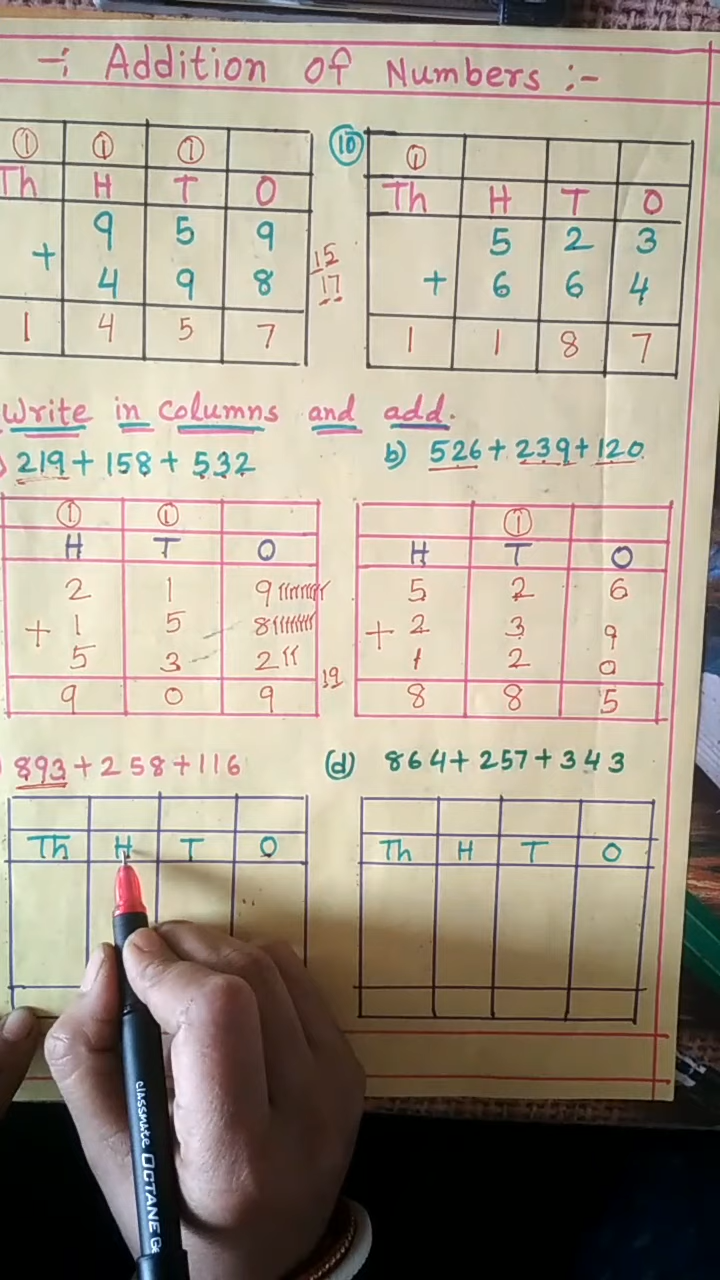 -: Addition Of Numbers :-
① ① ①
Th H T O
9 5 9
+ 4 9 8
15
17
1 4 5 7
10
①
Th H T O
5 2 3
+ 6 6 4
1 1 8 7
Write in columns and add.
) 219 + 158 + 532
① ①
H T O
2 1 9
+ 1 5 8
5 3 2
19
9 0 9
b) 526 + 239 + 120
①
H T O
5 2 6
+ 2 3 9
1 2 0
8 8 5
) 893 + 258 + 116
Th H T O
(d) 864 + 257 + 343
Th H T O
classmate OCTANE Ge